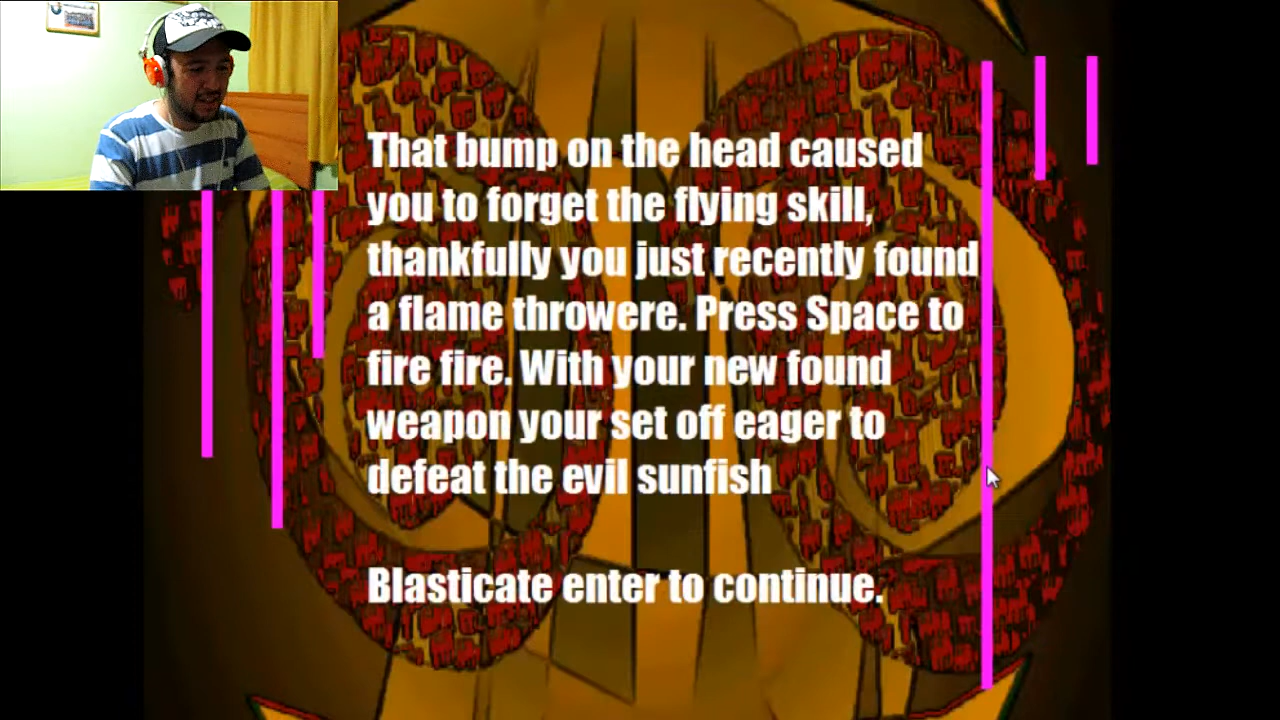 That bump on the head caused
you to forget the flying skill,
thankfully you just recently found
a flame throwere. Press Space to
fire fire. With your new found
weapon your set off eager to
defeat the evil sunfish
Blasticate enter to continue.